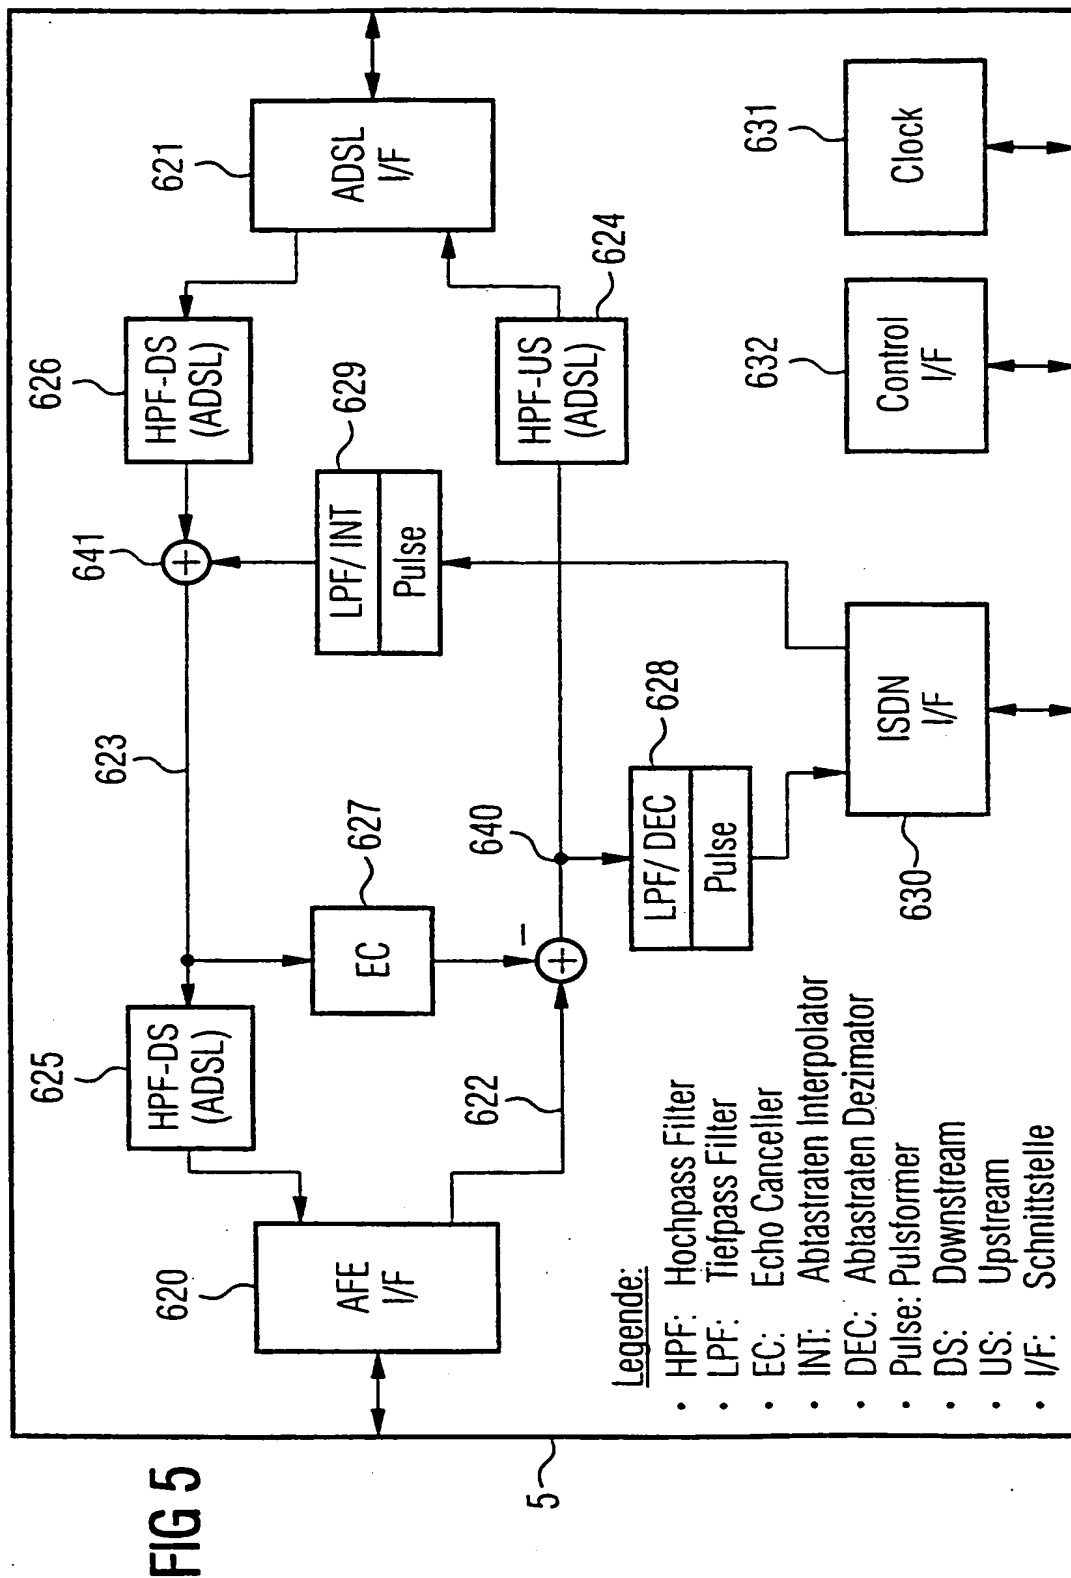 FIG 5
5
620
AFE
I/F
625
HPF-DS
(ADSL)
623
641
626
HPF-DS
(ADSL)
621
ADSL
I/F
627
EC
629
LPF/ INT
Pulse
622
−
640
HPF-US
(ADSL)
624
628
LPF/ DEC
Pulse
630
ISDN
I/F
632
Control
I/F
631
Clock
Legende:
• HPF: Hochpass Filter
• LPF: Tiefpass Filter
• EC: Echo Canceller
• INT: Abtastraten Interpolator
• DEC: Abtastraten Dezimator
• Pulse: Pulsformer
• DS: Downstream
• US: Upstream
• I/F: Schnittstelle